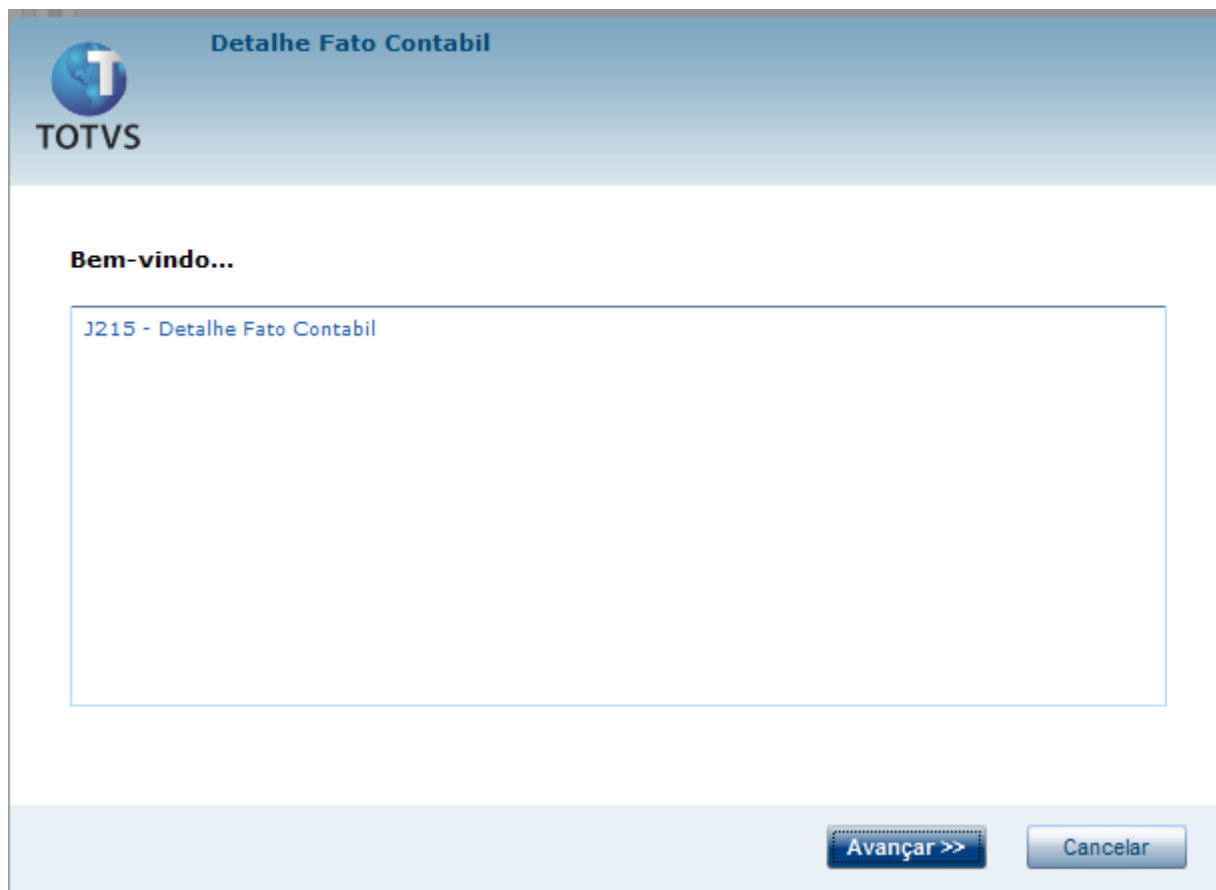 Detalhe Fato Contabil
T
TOTVS
Bem-vindo...
J215 - Detalhe Fato Contabil
Avançar >>
Cancelar